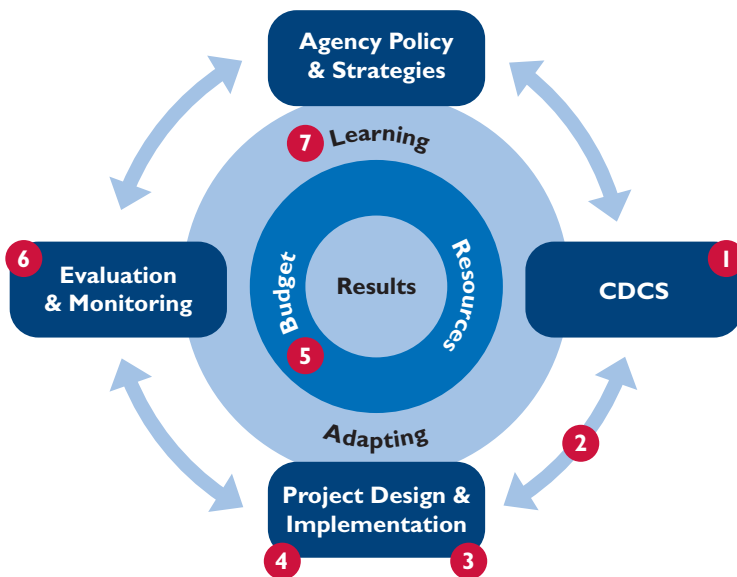 Agency Policy
& Strategies
7
Learning
6
Evaluation
& Monitoring
Budget
Results
Resources
1
CDCS
5
Adapting
2
Project Design &
Implementation
4
3